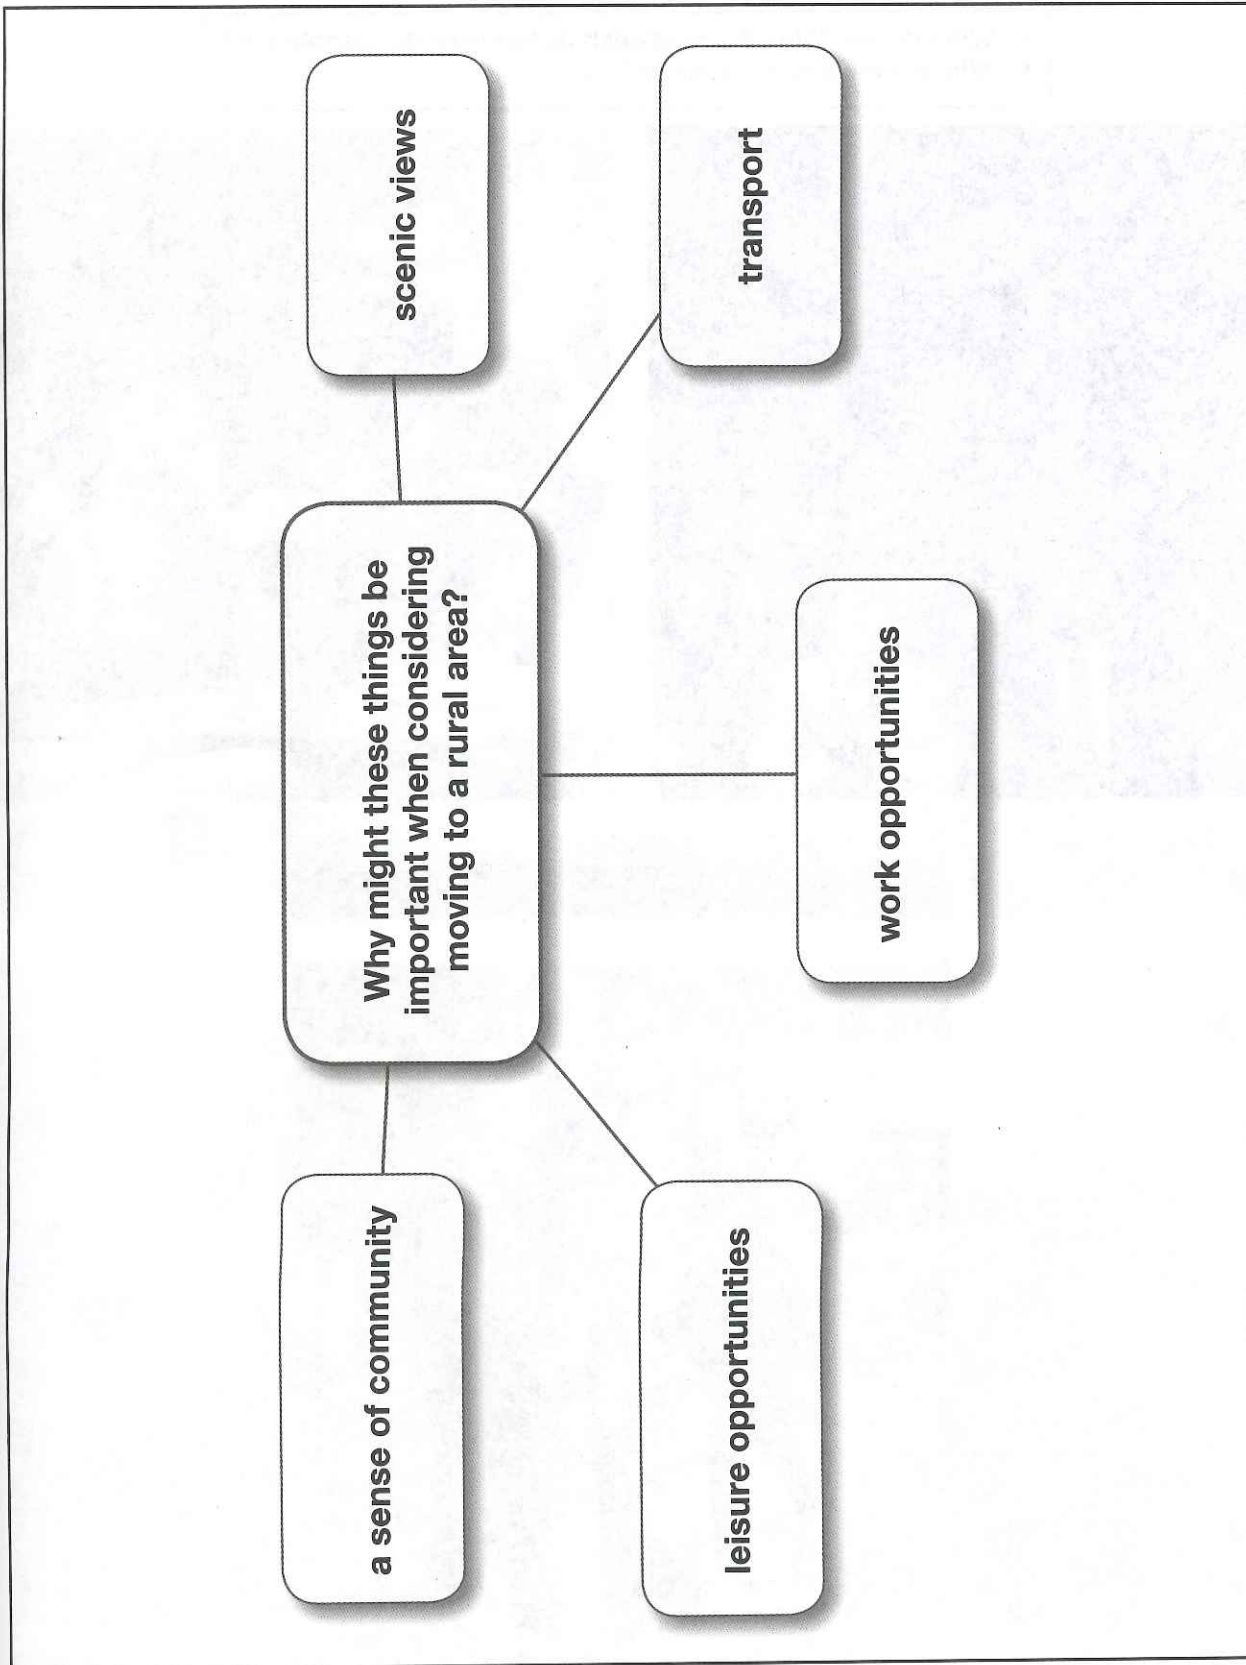 Why might these things be
important when considering
moving to a rural area?
a sense of community
scenic views
leisure opportunities
transport
work opportunities